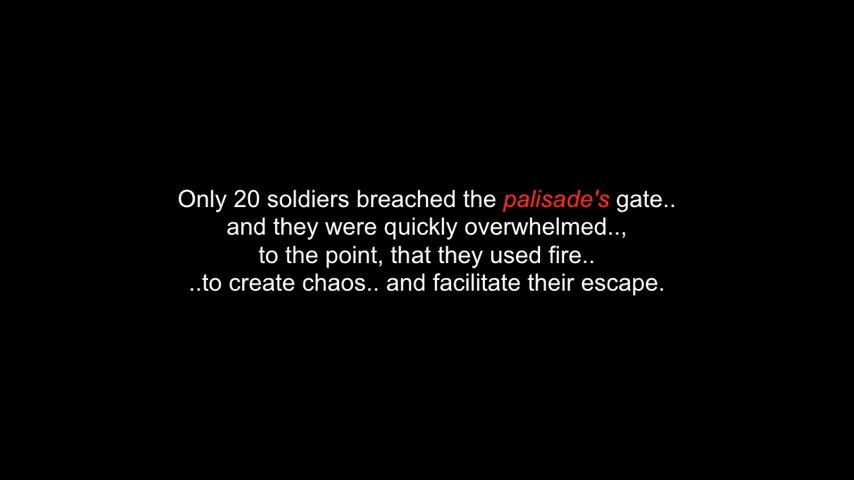 Only 20 soldiers breached the palisade's gate..
and they were quickly overwhelmed..,
to the point, that they used fire..
..to create chaos.. and facilitate their escape.